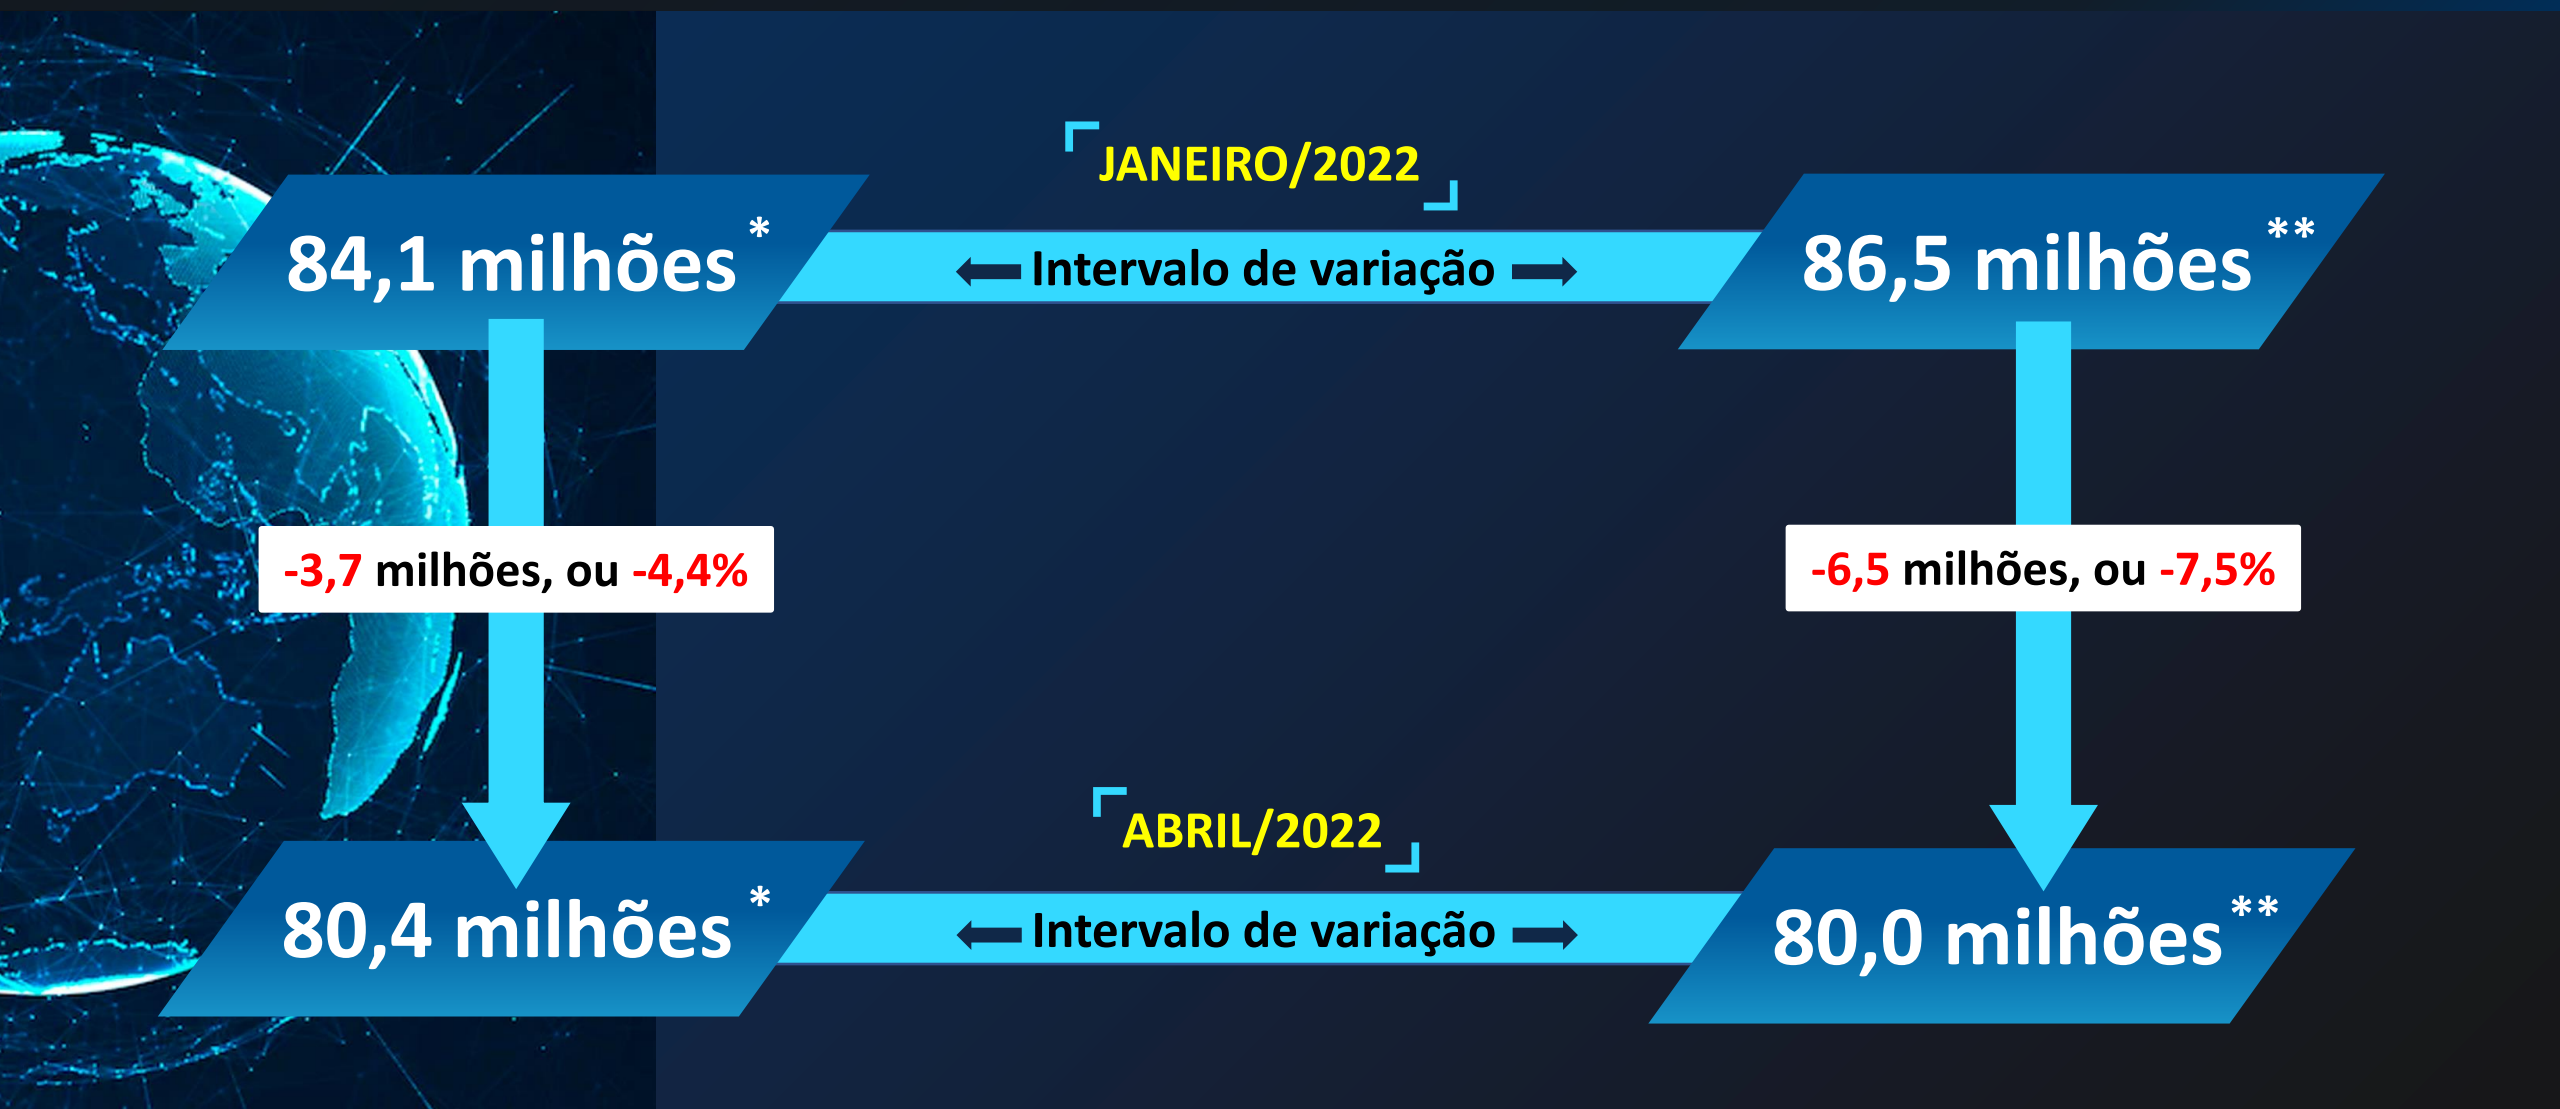 JANEIRO/2022
84,1 milhões *
Intervalo de variação
86,5 milhões **
-3,7 milhões, ou -4,4%
-6,5 milhões, ou -7,5%
ABRIL/2022
80,4 milhões *
Intervalo de variação
80,0 milhões **